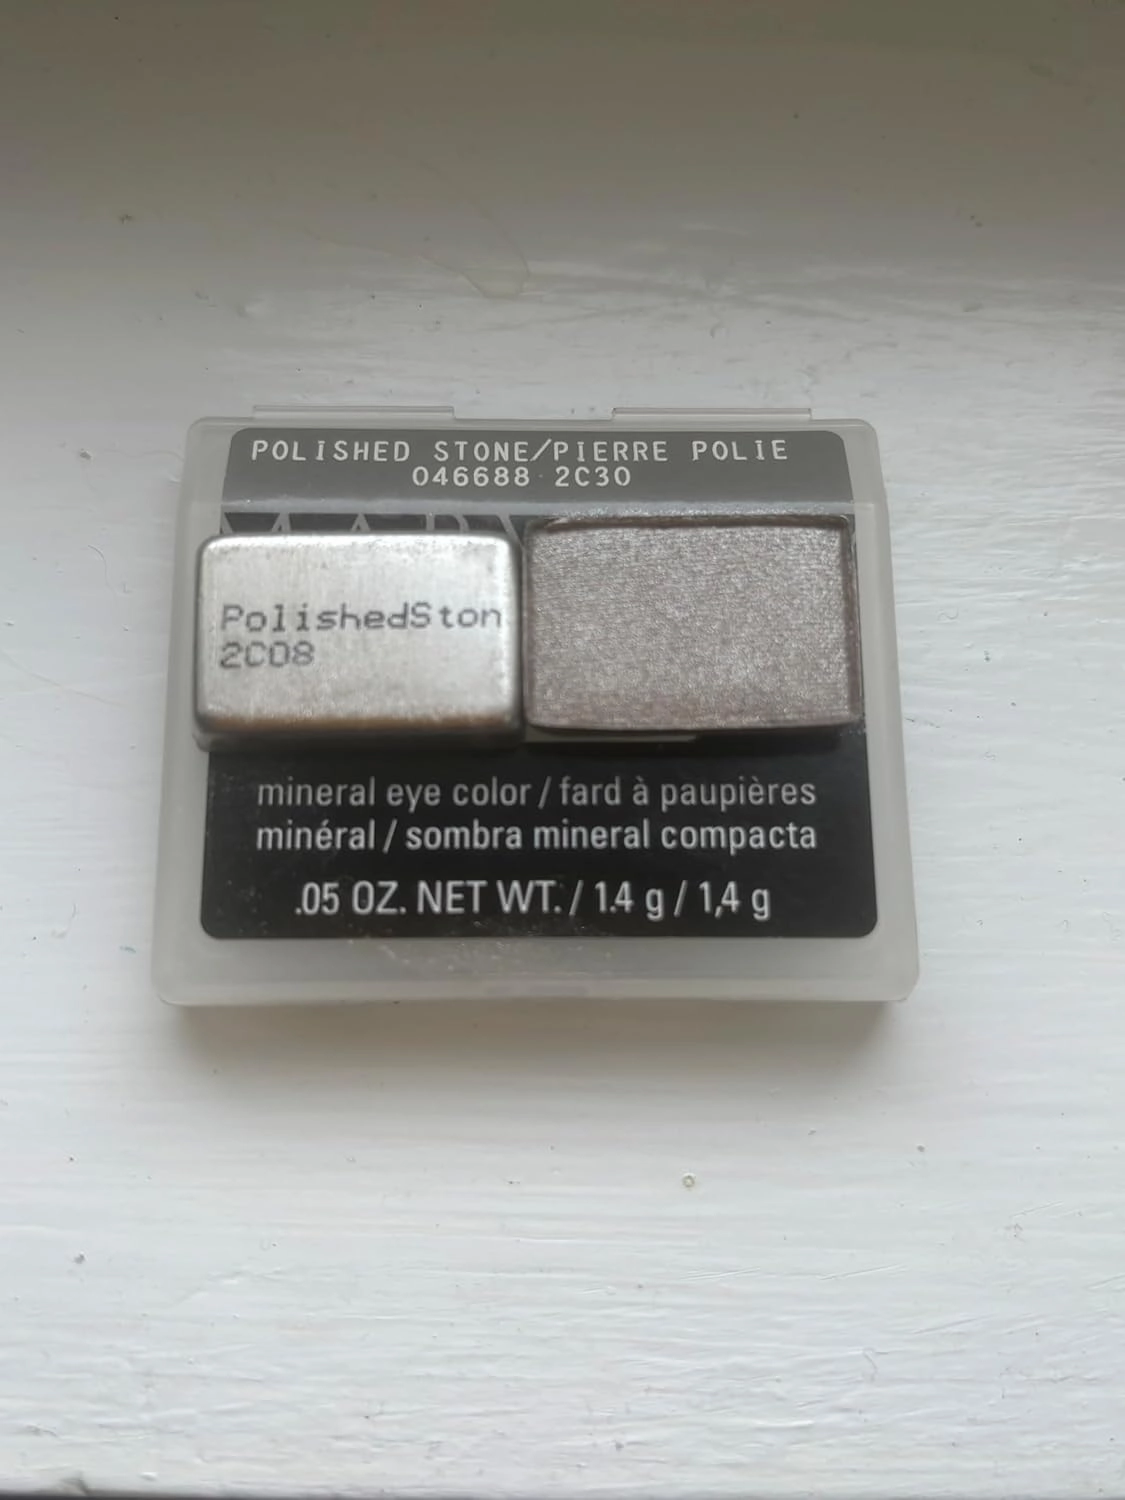 POLISHED STONE/PIERRE POLIE
046688 2C30
PolishedSton
2C08
mineral eye color / fard à paupières
minéral / sombra mineral compacta
.05 OZ. NET WT. / 1.4 g / 1,4 g